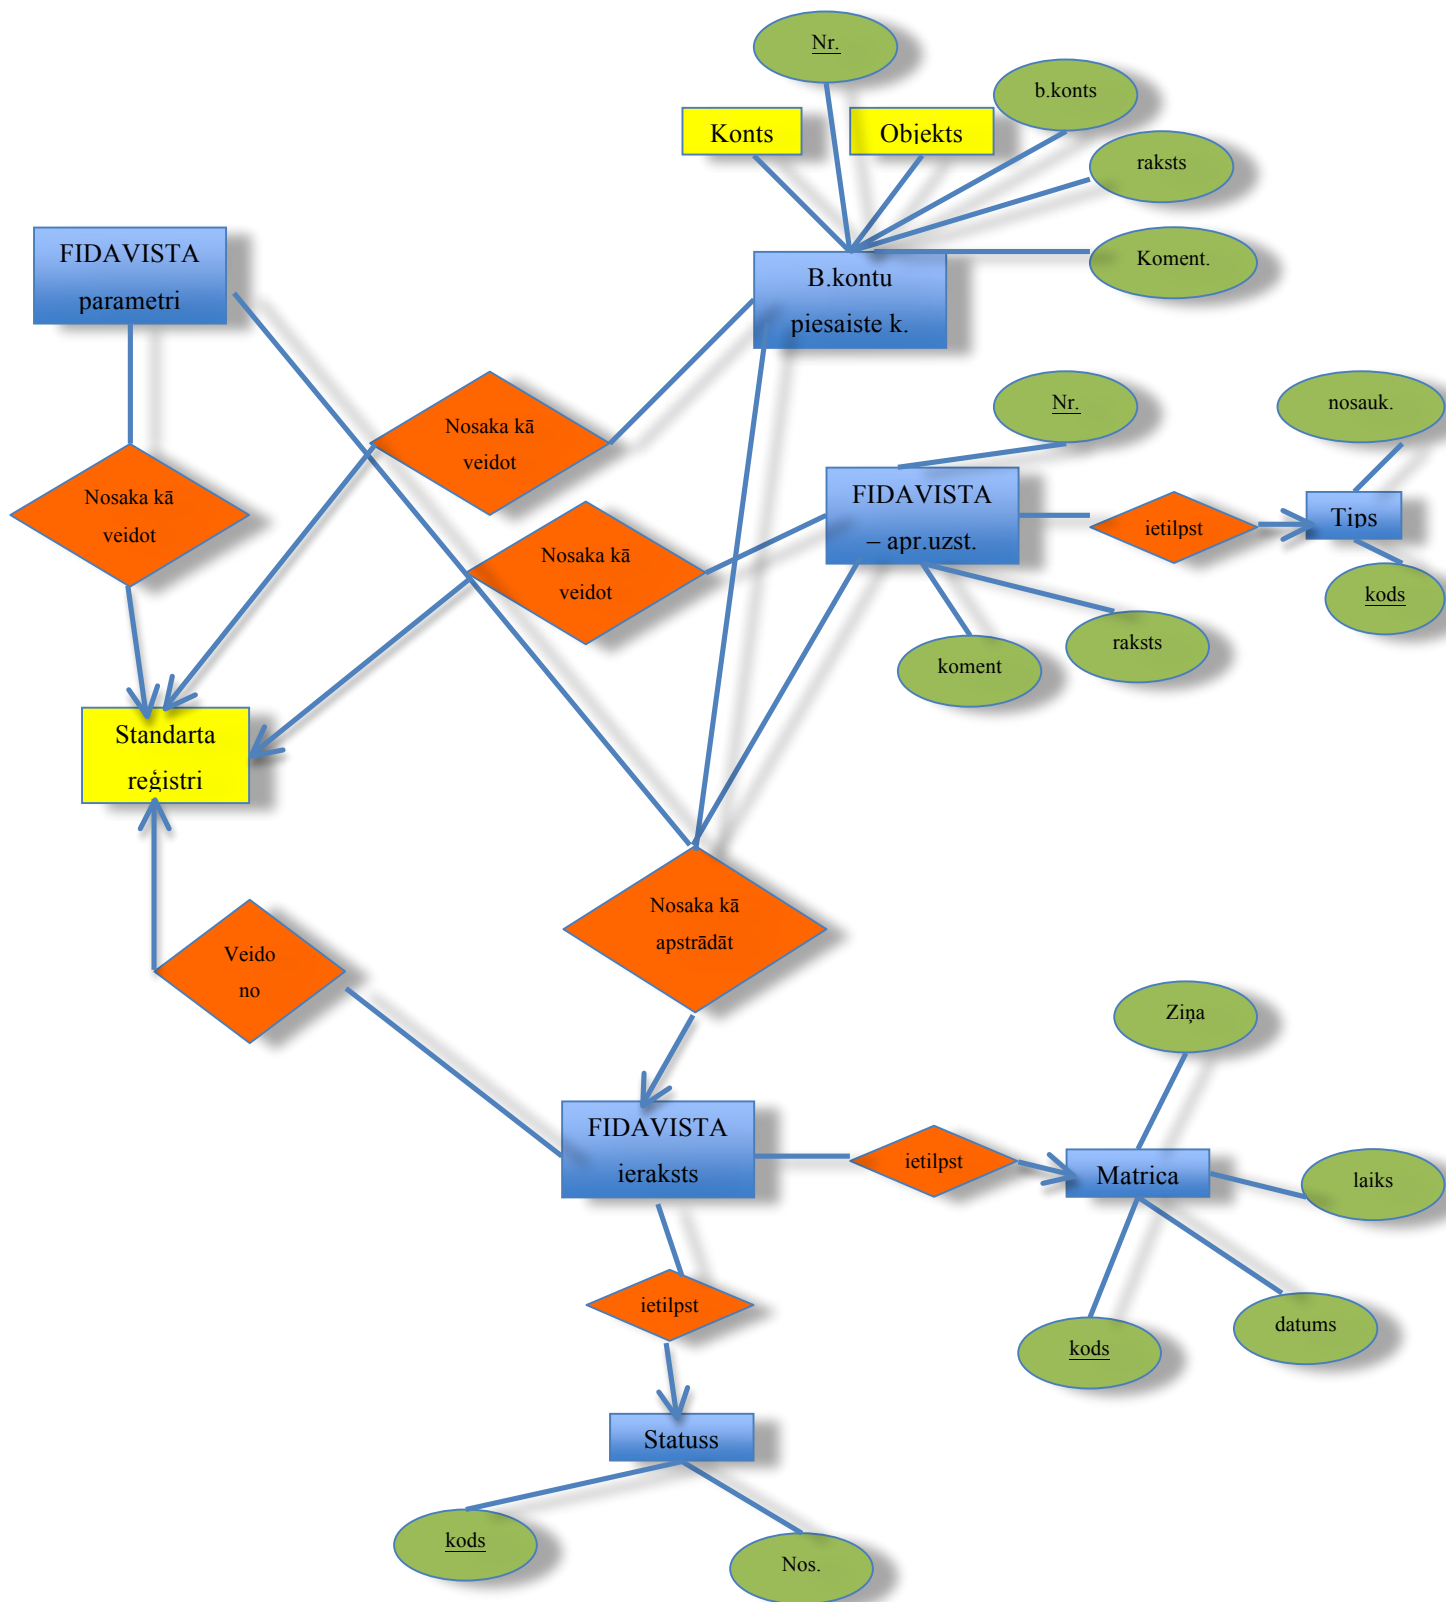 Nr.
b.konts
Konts
Objekts
raksts
FIDAVISTA
parametri
B.kontu
piesaiste k.
Koment.
Nr.
nosauk.
Nosaka kā
veidot
Nosaka kā
veidot
FIDAVISTA
– apr.uzst.
ietilpst
Tips
Nosaka kā
veidot
kods
koment
raksts
Standarta
reģistri
Nosaka kā
apstrādāt
Veido
no
Ziņa
FIDAVISTA
ieraksts
ietilpst
Matrica
laiks
ietilpst
datums
kods
Statuss
kods
Nos.